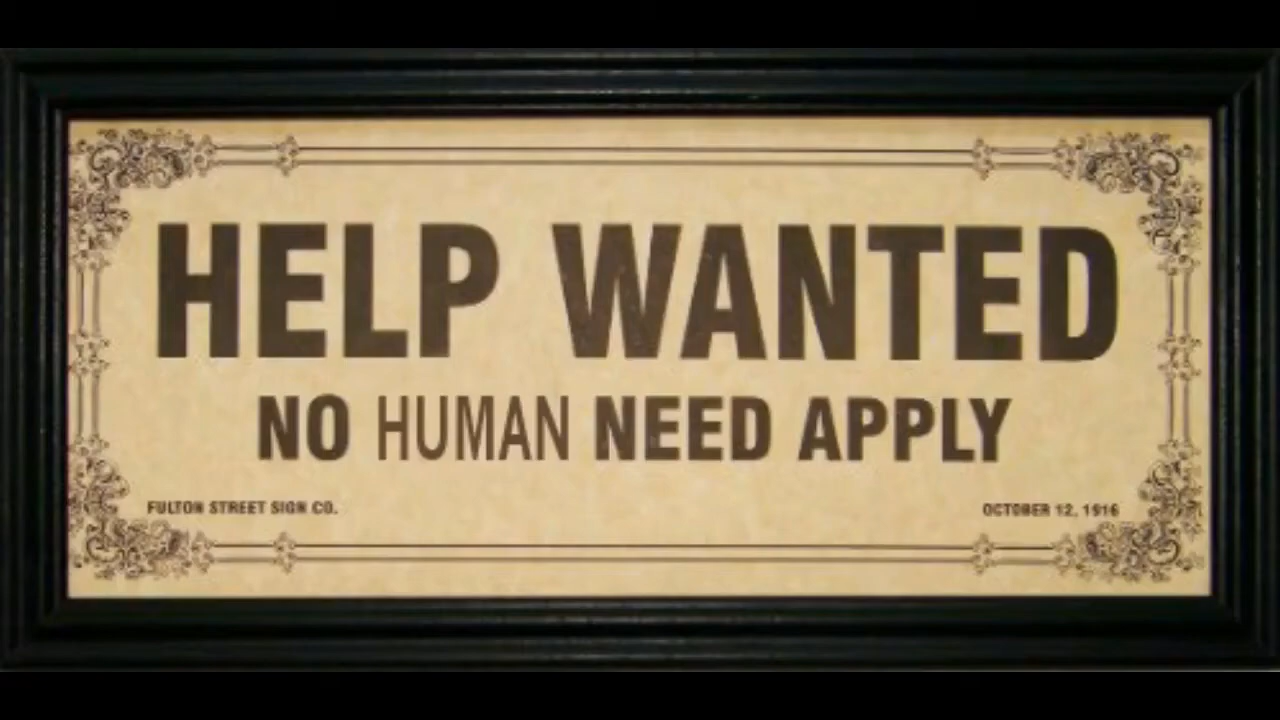 HELP WANTED
NO HUMAN NEED APPLY
FULTON STREET SIGN CO.
OCTOBER 12, 1916